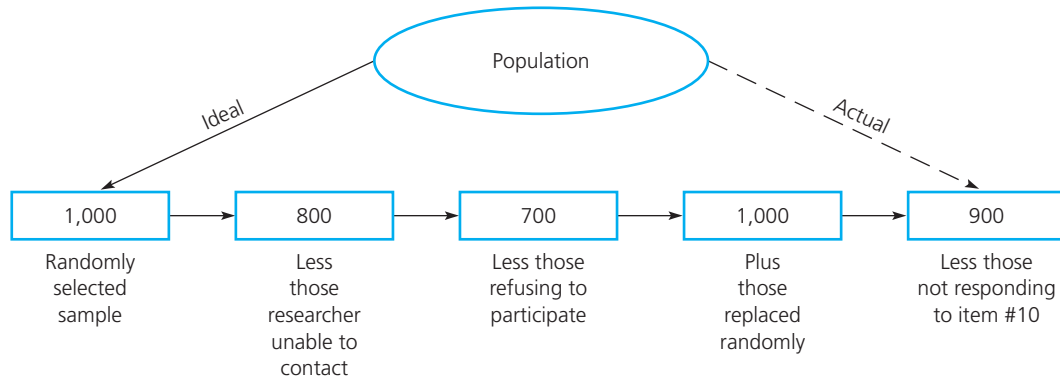 Population
Ideal
Actual
1,000
800
700
1,000
900
Randomly
selected
sample
Less
those
researcher
unable to
contact
Less those
refusing to
participate
Plus
those
replaced
randomly
Less those
not responding
to item #10